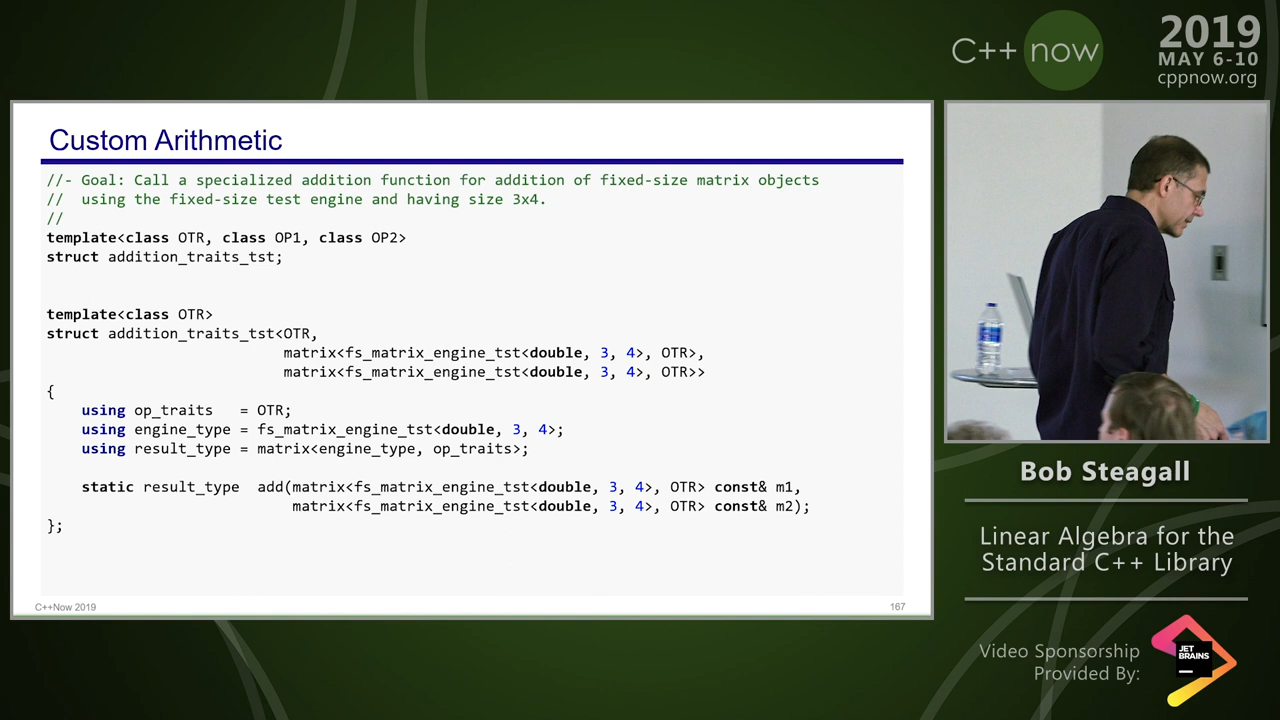 C++ now
2019
MAY 6-10
cppnow.org
Custom Arithmetic
//- Goal: Call a specialized addition function for addition of fixed-size matrix objects
//  using the fixed-size test engine and having size 3x4.
//
template<class OTR, class OP1, class OP2>
struct addition_traits_tst;
template<class OTR>
struct addition_traits_tst<OTR,
                           matrix<fs_matrix_engine_tst<double, 3, 4>, OTR>,
                           matrix<fs_matrix_engine_tst<double, 3, 4>, OTR>>
{
    using op_traits   = OTR;
    using engine_type = fs_matrix_engine_tst<double, 3, 4>;
    using result_type = matrix<engine_type, op_traits>;
    static result_type  add(matrix<fs_matrix_engine_tst<double, 3, 4>, OTR> const& m1,
                            matrix<fs_matrix_engine_tst<double, 3, 4>, OTR> const& m2);
};
C++Now 2019
167
Bob Steagall
Linear Algebra for the
Standard C++ Library
Video Sponsorship
Provided By:
JET
BRAINS